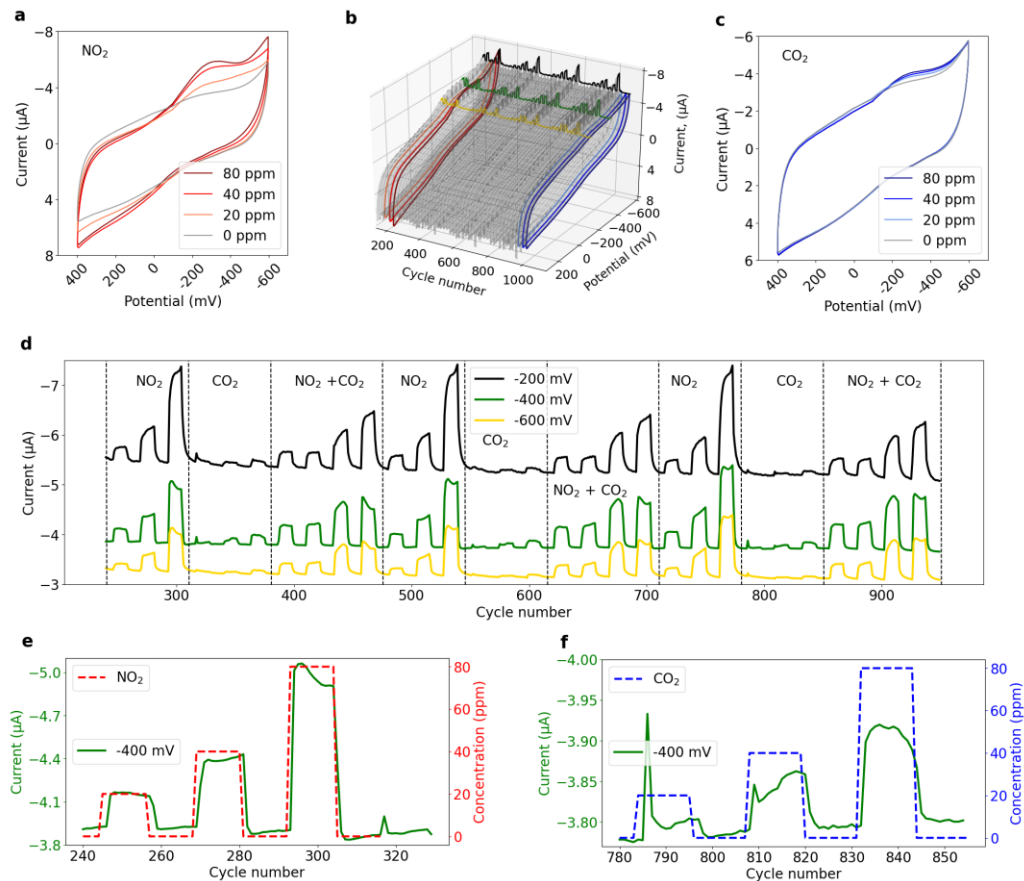 a
NO₂
−8
−4
0
4
8
Current (μA)
400
200
0
-200
-400
-600
Potential (mV)
80 ppm
40 ppm
20 ppm
0 ppm
b
−8
−4
0
4
8
Current, (μA)
−600
−400
−200
0
200
Potential (mV)
200
400
600
800
1000
Cycle number
c
CO₂
−6
−4
−2
0
2
4
6
Current (μA)
400
200
0
-200
-400
-600
Potential (mV)
80 ppm
40 ppm
20 ppm
0 ppm
d
NO₂
CO₂
NO₂ +CO₂
NO₂
CO₂
NO₂ + CO₂
NO₂
CO₂
NO₂ + CO₂
-200 mV
-400 mV
-600 mV
−7
−6
−5
−4
−3
Current (μA)
300
400
500
600
700
800
900
Cycle number
e
NO₂
-400 mV
−5.0
−4.7
−4.4
−4.1
−3.8
Current (μA)
80
60
40
20
0
Concentration (ppm)
240
260
280
300
320
Cycle number
f
CO₂
-400 mV
−4.00
−3.95
−3.90
−3.85
−3.80
Current (μA)
80
60
40
20
0
Concentration (ppm)
780
790
800
810
820
830
840
850
Cycle number